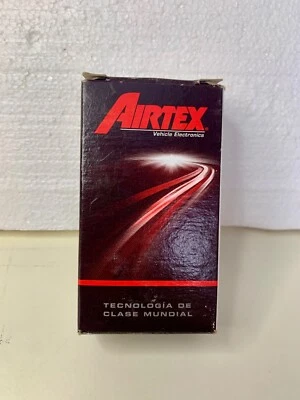 AIRTEX®
Vehicle Electronics
TECNOLOGÍA DE
CLASE MUNDIAL